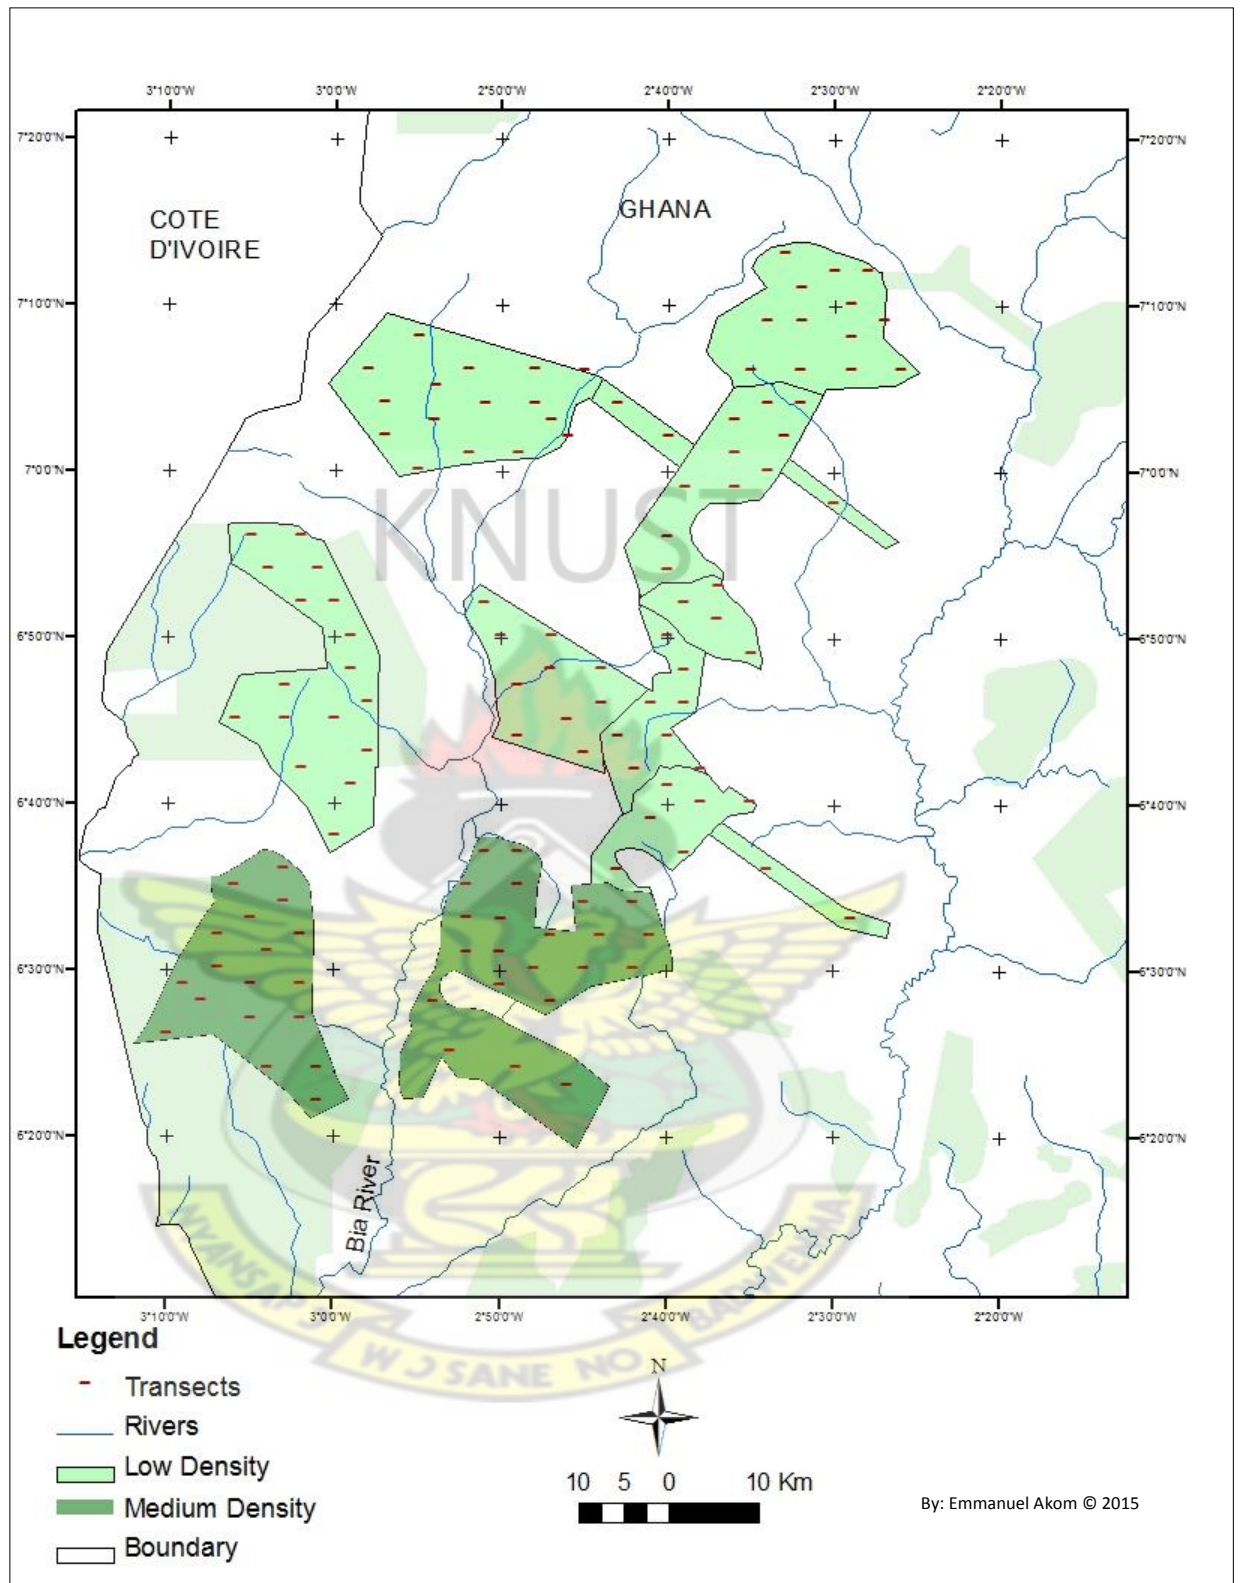 3°10'0"W 3°0'0"W 2°50'0"W 2°40'0"W 2°30'0"W 2°20'0"W
7°20'0"N 7°20'0"N
COTE
D'IVOIRE
GHANA
7°10'0"N 7°10'0"N
7°0'0"N 7°0'0"N
KNUST
6°50'0"N 6°50'0"N
6°40'0"N 6°40'0"N
6°30'0"N 6°30'0"N
6°20'0"N 6°20'0"N
Bia River
NYANSAPƆ WƆSANE NO BADWENMA
3°10'0"W 3°0'0"W 2°50'0"W 2°40'0"W 2°30'0"W 2°20'0"W
Legend
Transects
Rivers
Low Density
Medium Density
Boundary
N
10 5 0 10 Km
By: Emmanuel Akom © 2015